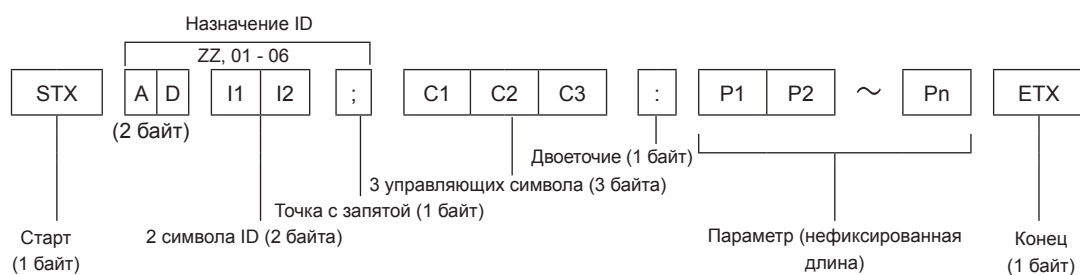 Назначение ID
ZZ, 01 - 06
STX A D I1 I2 ; C1 C2 C3 : P1 P2 ～ Pn ETX
(2 байт)
Двоеточие (1 байт)
3 управляющих символа (3 байта)
Точка с запятой (1 байт)
Старт
(1 байт)
2 символа ID (2 байта)
Параметр (нефиксированная
длина)
Конец
(1 байт)